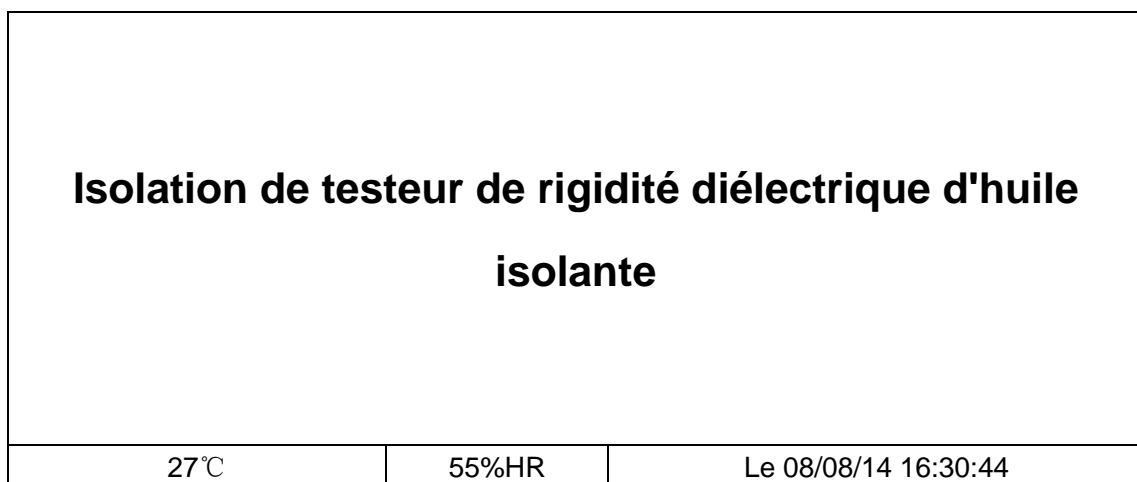 Isolation de testeur de rigidité diélectrique d'huile
isolante
27℃ 55%HR Le 08/08/14 16:30:44